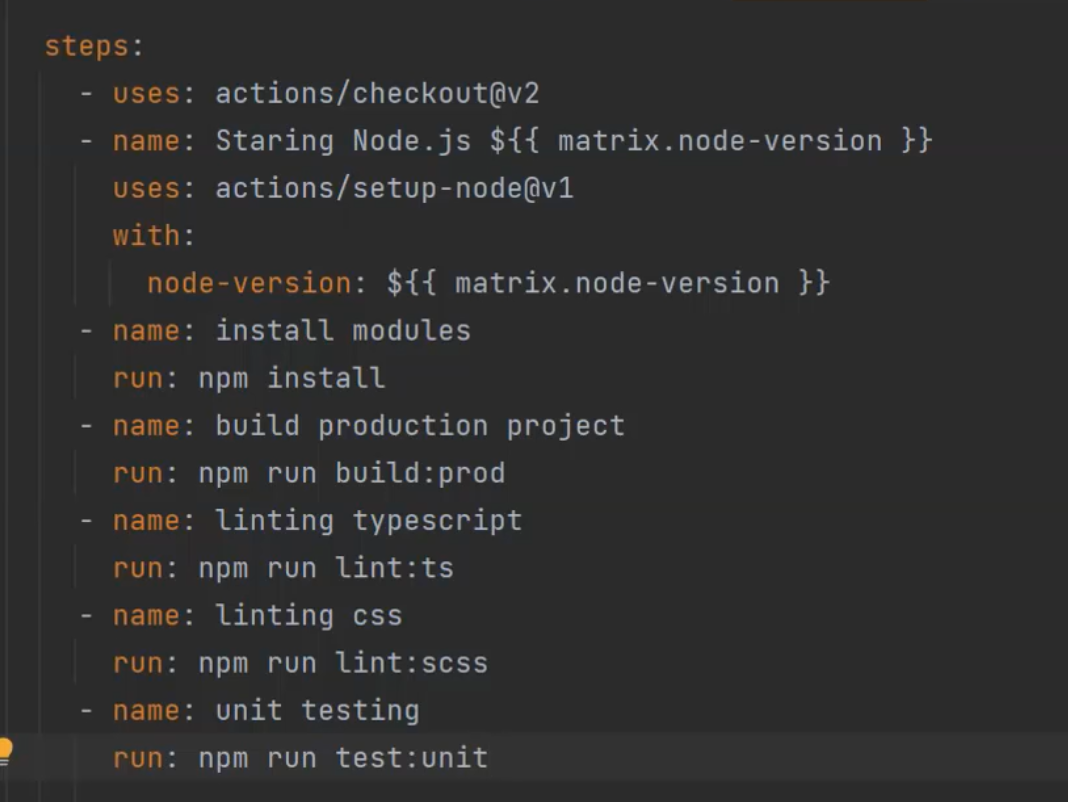 steps:
- uses: actions/checkout@v2
- name: Staring Node.js ${{ matrix.node-version }}
uses: actions/setup-node@v1
with:
node-version: ${{ matrix.node-version }}
- name: install modules
run: npm install
- name: build production project
run: npm run build:prod
- name: linting typescript
run: npm run lint:ts
- name: linting css
run: npm run lint:scss
- name: unit testing
run: npm run test:unit